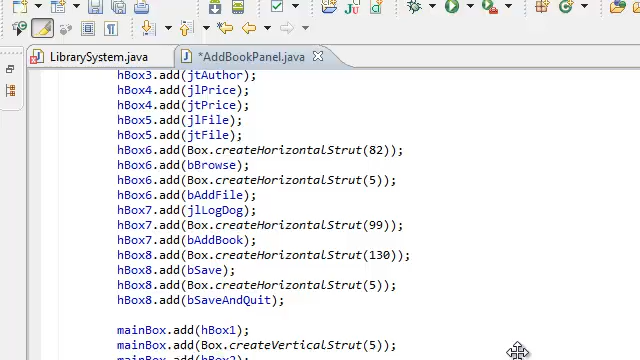 LibrarySystem.java
*AddBookPanel.java
hBox3.add(jtAuthor);
hBox4.add(jlPrice);
hBox4.add(jtPrice);
hBox5.add(jlFile);
hBox5.add(jtFile);
hBox6.add(Box.createHorizontalStrut(82));
hBox6.add(bBrowse);
hBox6.add(Box.createHorizontalStrut(5));
hBox6.add(bAddFile);
hBox7.add(jlLogDog);
hBox7.add(Box.createHorizontalStrut(99));
hBox7.add(bAddBook);
hBox8.add(Box.createHorizontalStrut(130));
hBox8.add(bSave);
hBox8.add(Box.createHorizontalStrut(5));
hBox8.add(bSaveAndQuit);
mainBox.add(hBox1);
mainBox.add(Box.createVerticalStrut(5));
mainBox.add(hBox2);